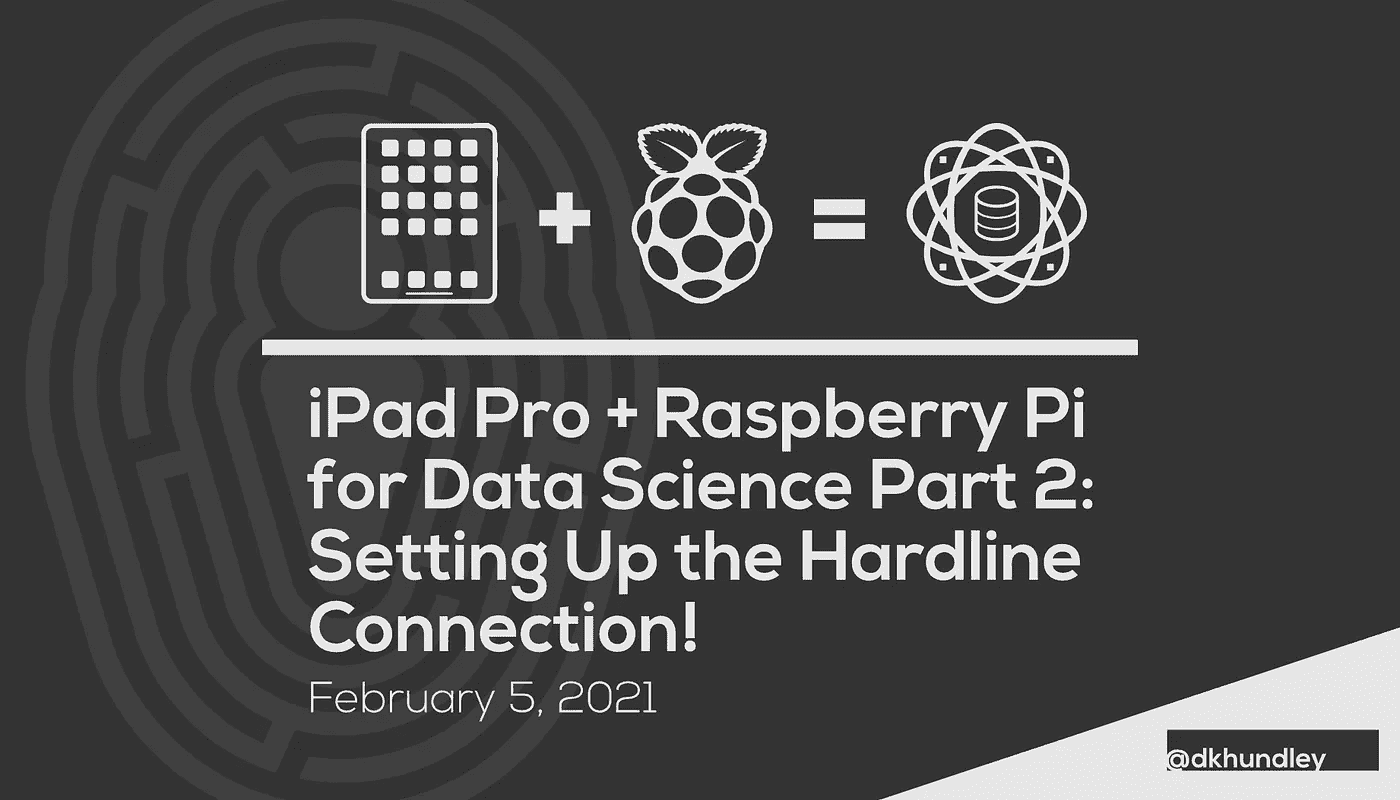 iPad Pro + Raspberry Pi
for Data Science Part 2:
Setting Up the Hardline
Connection!
February 5, 2021
@dkhundley